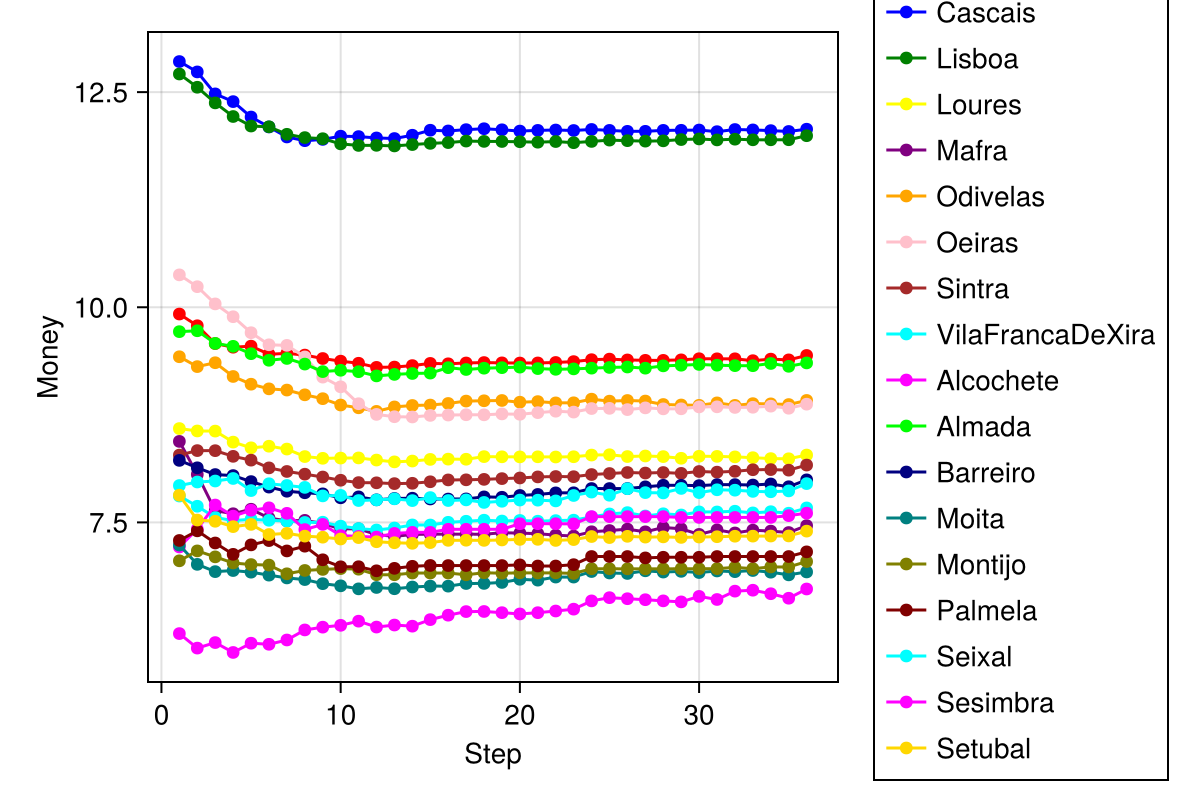 12.5
10.0
7.5
Money
0
10
20
30
Step
Cascais
Lisboa
Loures
Mafra
Odivelas
Oeiras
Sintra
VilaFrancaDeXira
Alcochete
Almada
Barreiro
Moita
Montijo
Palmela
Seixal
Sesimbra
Setubal